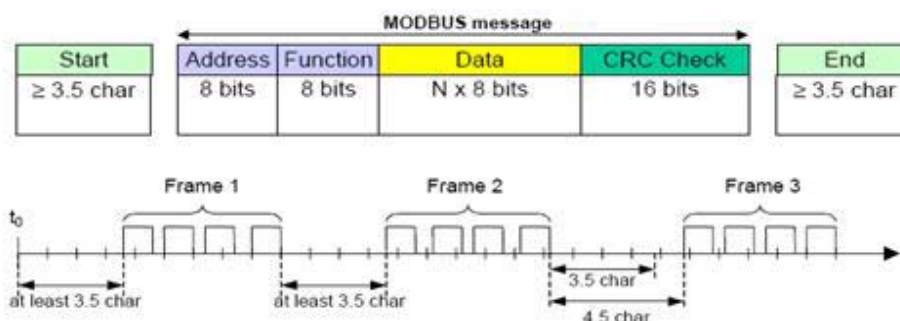 MODBUS message
Start Address Function Data CRC Check End
≥ 3.5 char 8 bits 8 bits N x 8 bits 16 bits ≥ 3.5 char
Frame 1 Frame 2 Frame 3
t0
at least 3.5 char at least 3.5 char 3.5 char
4.5 char